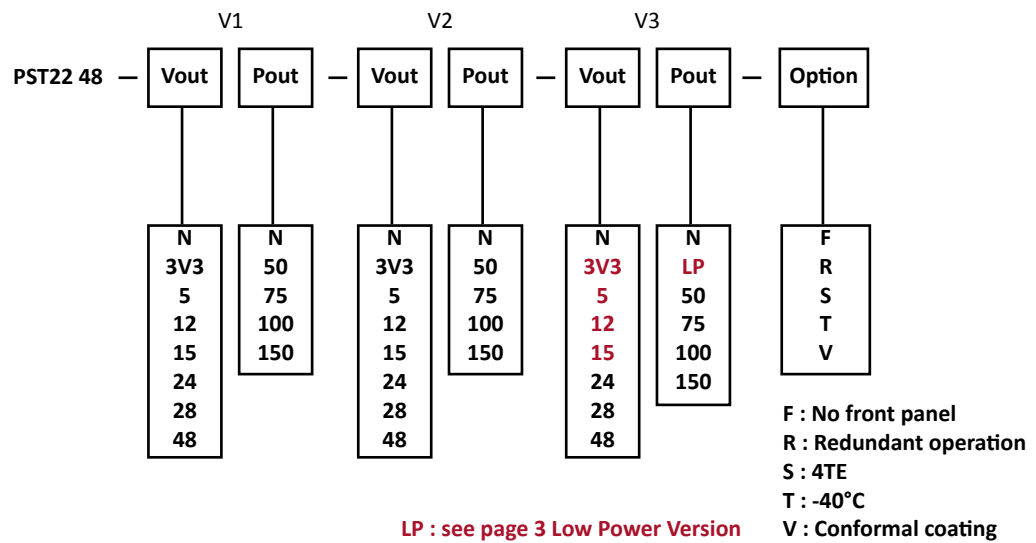 V1 V2 V3
PST22 48 — Vout Pout — Vout Pout — Vout Pout — Option
N N N N N N F
3V3 50 3V3 50 3V3 LP R
5 75 5 75 5 50 S
12 100 12 100 12 75 T
15 150 15 150 15 100 V
24 24 24 150
28 28 28
48 48 48
F : No front panel
R : Redundant operation
S : 4TE
T : -40°C
LP : see page 3 Low Power Version V : Conformal coating